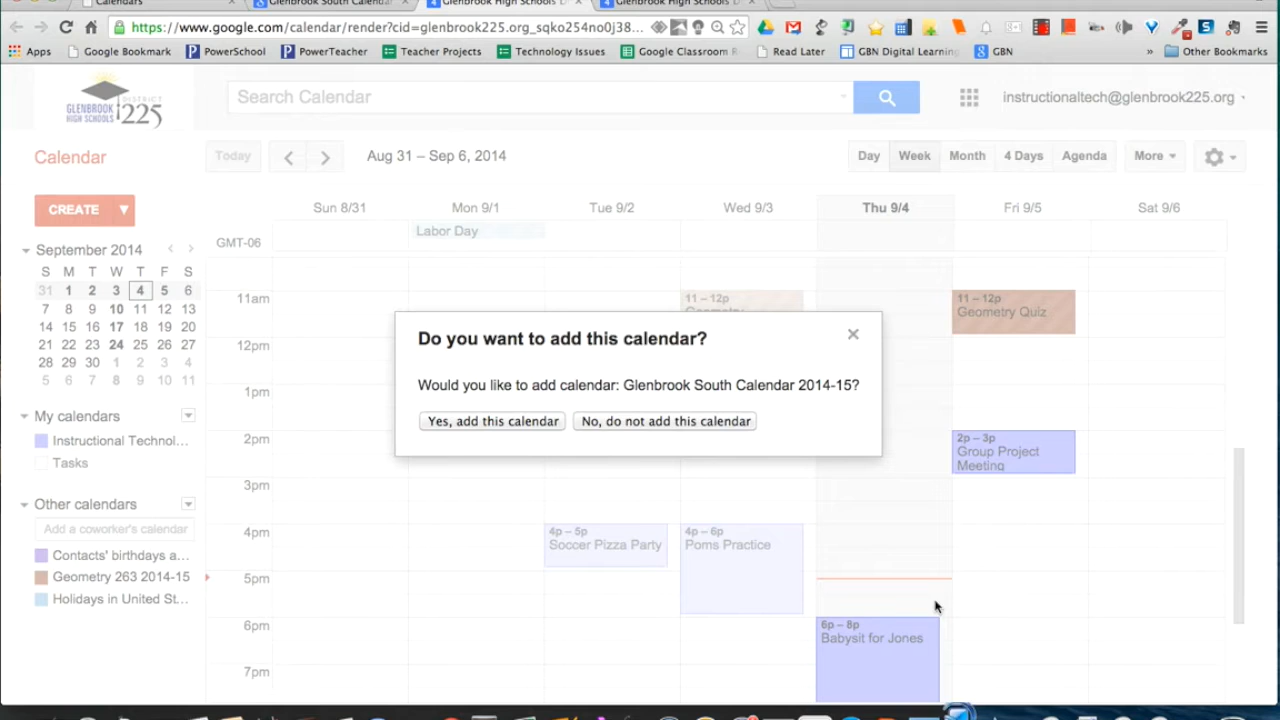 Calendars
Glenbrook South Calendar
Glenbrook High Schools D
Glenbrook High Schools D
https://www.google.com/calendar/render?cid=glenbrook225.org_sqko254no0j38...
Apps Google Bookmark PowerSchool PowerTeacher Teacher Projects Technology Issues Google Classroom R Read Later GBN Digital Learning GBN » Other Bookmarks
GLENBROOK HIGH SCHOOLS DISTRICT 225
Search Calendar
instructionaltech@glenbrook225.org
Calendar
Today
Aug 31 – Sep 6, 2014
Day Week Month 4 Days Agenda More
CREATE
Sun 8/31 Mon 9/1 Tue 9/2 Wed 9/3 Thu 9/4 Fri 9/5 Sat 9/6
Labor Day
GMT-06
September 2014
S M T W T F S
31 1 2 3 4 5 6
7 8 9 10 11 12 13
14 15 16 17 18 19 20
21 22 23 24 25 26 27
28 29 30 1 2 3 4
5 6 7 8 9 10 11
My calendars
Instructional Technol...
Tasks
Other calendars
Add a coworker's calendar
Contacts' birthdays a...
Geometry 263 2014-15
Holidays in United St...
11am
12pm
1pm
2pm
3pm
4pm
5pm
6pm
7pm
11 – 12p
Geometry
11 – 12p
Geometry Quiz
Do you want to add this calendar?
Would you like to add calendar: Glenbrook South Calendar 2014-15?
Yes, add this calendar
No, do not add this calendar
2p – 3p
Group Project
Meeting
4p – 5p
Soccer Pizza Party
4p – 6p
Poms Practice
6p – 8p
Babysit for Jones